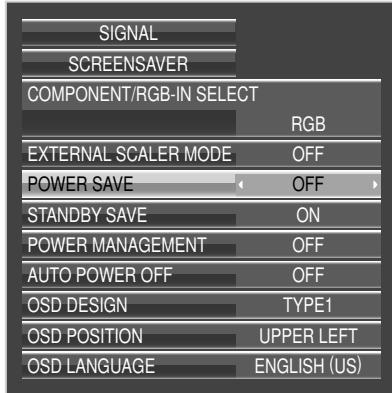 SIGNAL
SCREENSAVER
COMPONENT/RGB-IN SELECT
RGB
EXTERNAL SCALER MODE OFF
POWER SAVE OFF
STANDBY SAVE ON
POWER MANAGEMENT OFF
AUTO POWER OFF OFF
OSD DESIGN TYPE1
OSD POSITION UPPER LEFT
OSD LANGUAGE ENGLISH (US)